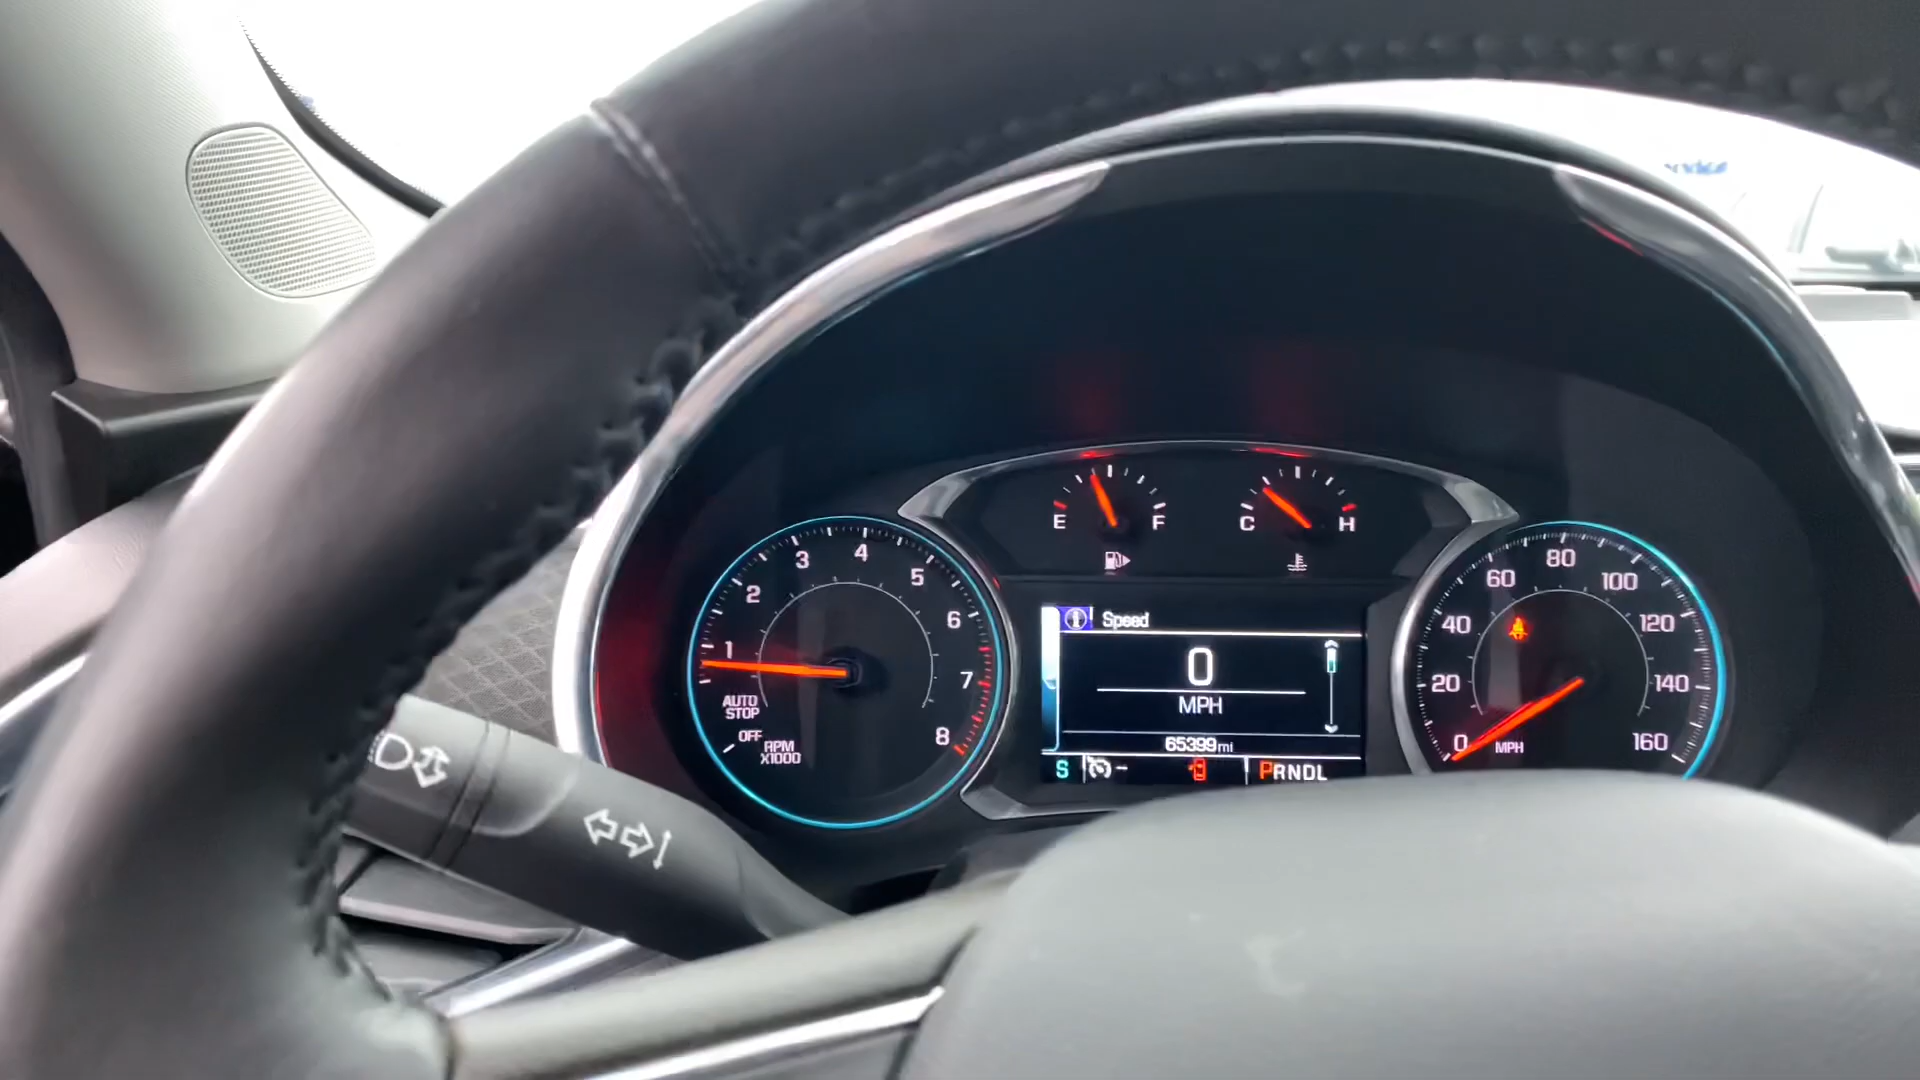 E F
C H
1 2 3 4 5 6 7 8
AUTO
STOP
OFF
RPM
X1000
Speed
0
MPH
65399mi
S
PRNDL
0 20 40 60 80 100 120 140 160
MPH